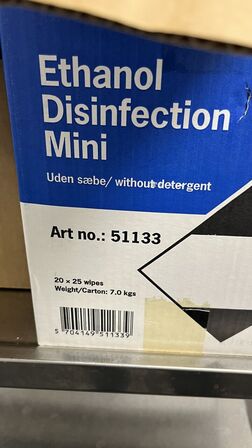 Ethanol
Disinfection
Mini
Uden sæbe/ without detergent
Art no.: 51133
20 x 25 wipes
Weight/Carton: 7.0 kgs
5 704149 511339